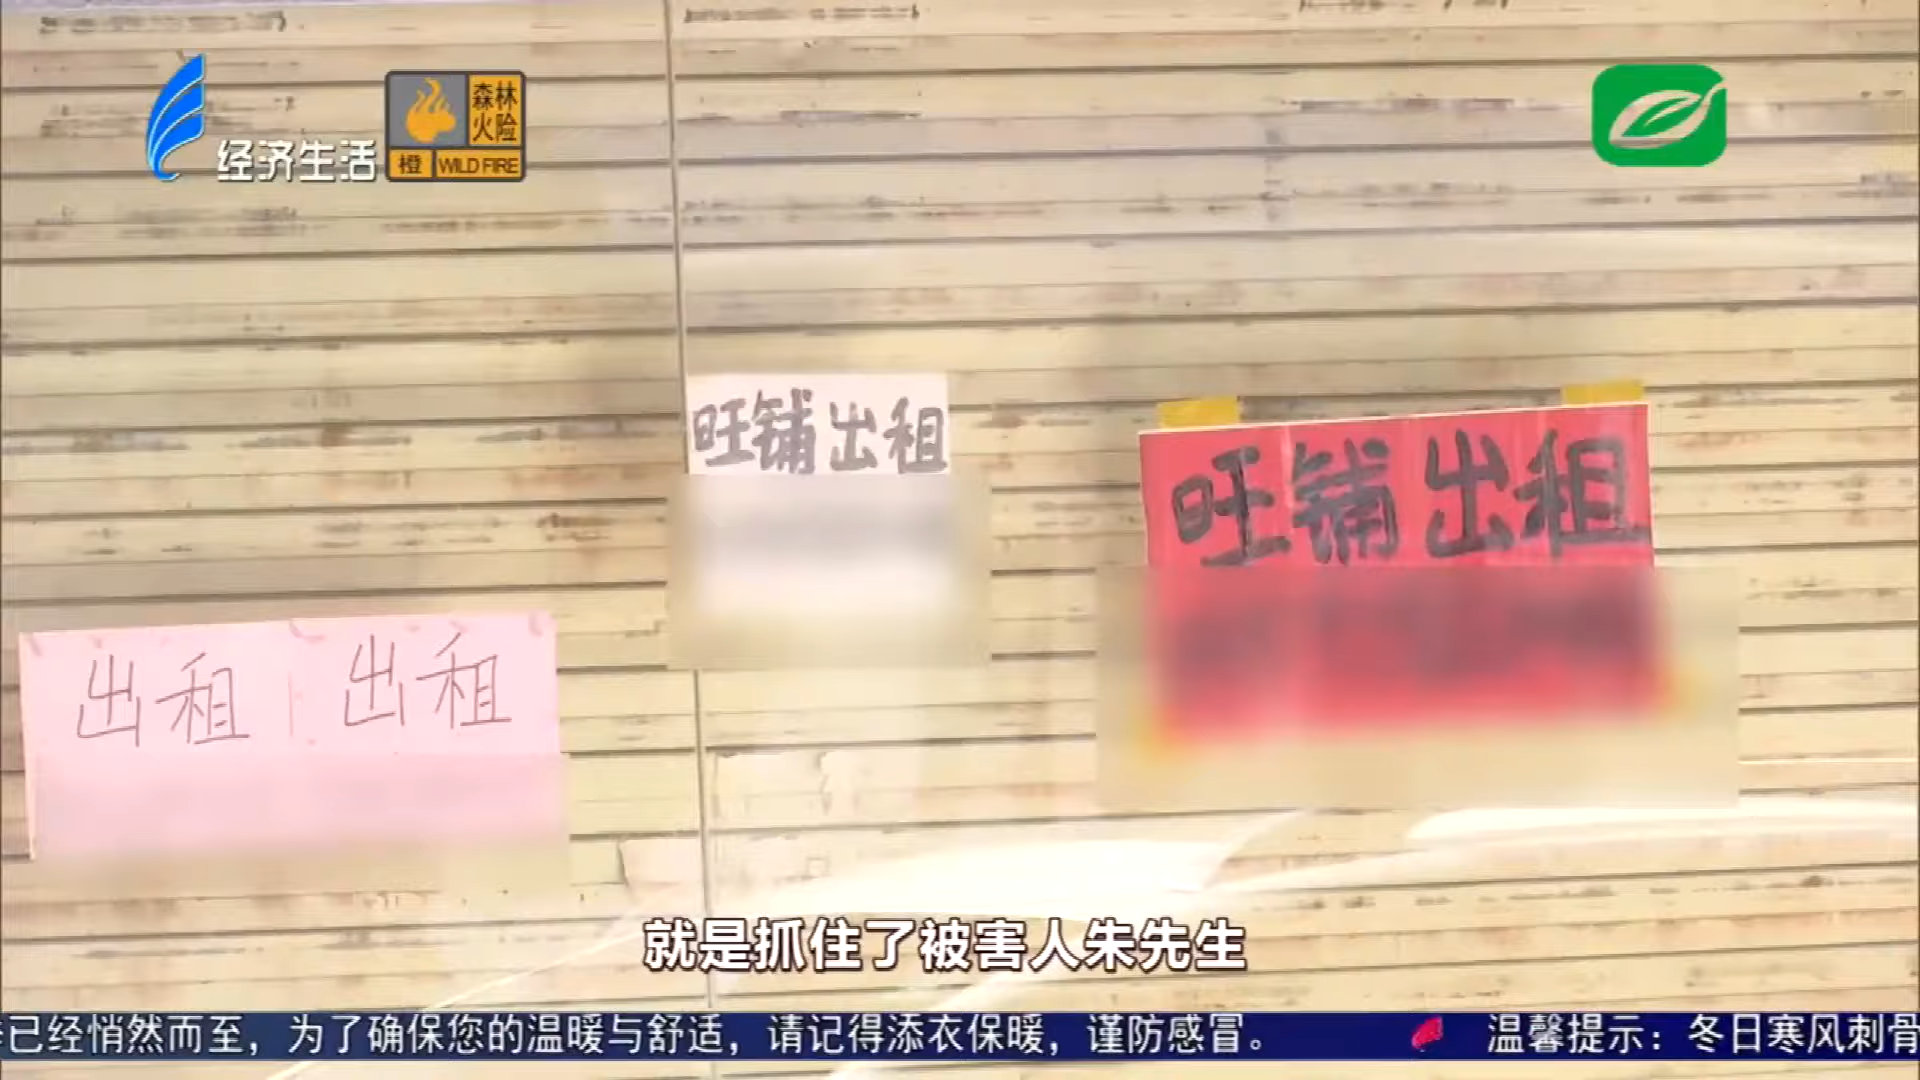 经济生活
森林
火险
橙 WILD FIRE
旺铺出租
旺铺出租
出租 出租
就是抓住了被害人朱先生
已经悄然而至，为了确保您的温暖与舒适，请记得添衣保暖，谨防感冒。 温馨提示：冬日寒风刺骨